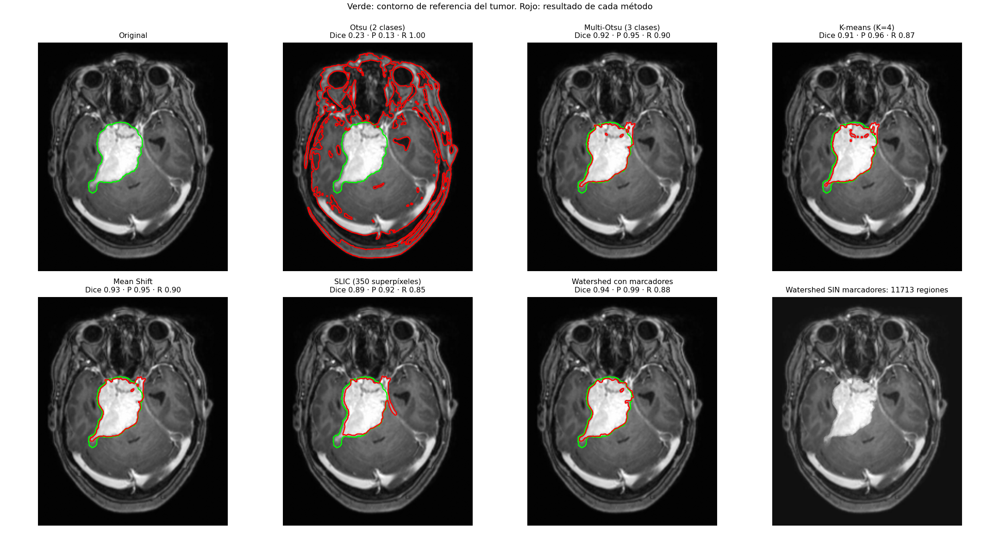 Verde: contorno de referencia del tumor. Rojo: resultado de cada método
Original
Otsu (2 clases)
Dice 0.23 · P 0.13 · R 1.00
Multi-Otsu (3 clases)
Dice 0.92 · P 0.95 · R 0.90
K-means (K=4)
Dice 0.91 · P 0.96 · R 0.87
Mean Shift
Dice 0.93 · P 0.95 · R 0.90
SLIC (350 superpíxeles)
Dice 0.89 · P 0.92 · R 0.85
Watershed con marcadores
Dice 0.94 · P 0.99 · R 0.88
Watershed SIN marcadores: 11713 regiones